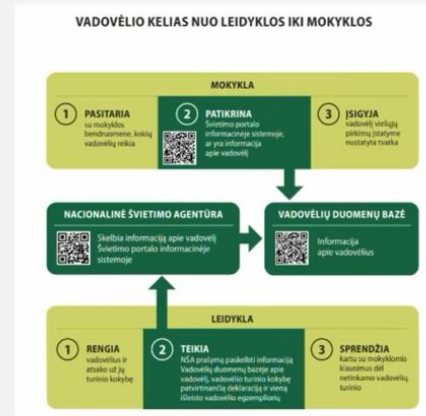 VADOVĖLIO KELIAS NUO LEIDYKLOS IKI MOKYKLOS
MOKYKLA
1 PASITARIA
su mokyklos
bendruomene, kokių
vadovėlių reikia
2 PATIKRINA
Švietimo portalo
informacinėje sistemoje,
ar yra informacija
apie vadovėlį
3 ĮSIGYJA
vadovėlį viešųjų
pirkimų įstatyme
nustatyta tvarka
NACIONALINĖ ŠVIETIMO AGENTŪRA
Skelbia informaciją apie vadovėlį
Švietimo portalo informacinėje
sistemoje
VADOVĖLIŲ DUOMENŲ BAZĖ
Informacija
apie vadovėlius
LEIDYKLA
1 RENGIA
vadovėlius ir
atsako už jų
turinio kokybę
2 TEIKIA
NŠA prašymą paskelbti informaciją
Vadovėlių duomenų bazėje apie
vadovėlį, vadovėlio turinio kokybę
patvirtinančią deklaraciją ir vieną
išleisto vadovėlio egzempliorių
3 SPRENDŽIA
kartu su mokyklomis
klausimus dėl
netinkamo vadovėlių
turinio